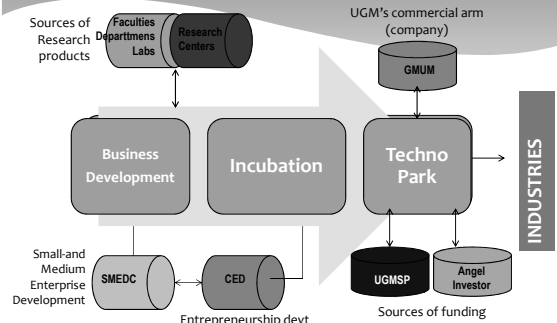 Sources of
Research
products
Faculties
Departtmens
Labs
Research
Centers
UGM's commercial arm
(company)
GMUM
Business
Development
Incubation
Techno
Park
INDUSTRIES
Small-and
Medium
Enterprise
Development
SMEDC
CED
Entrepreneurship devt
UGMSP
Angel
Investor
Sources of funding